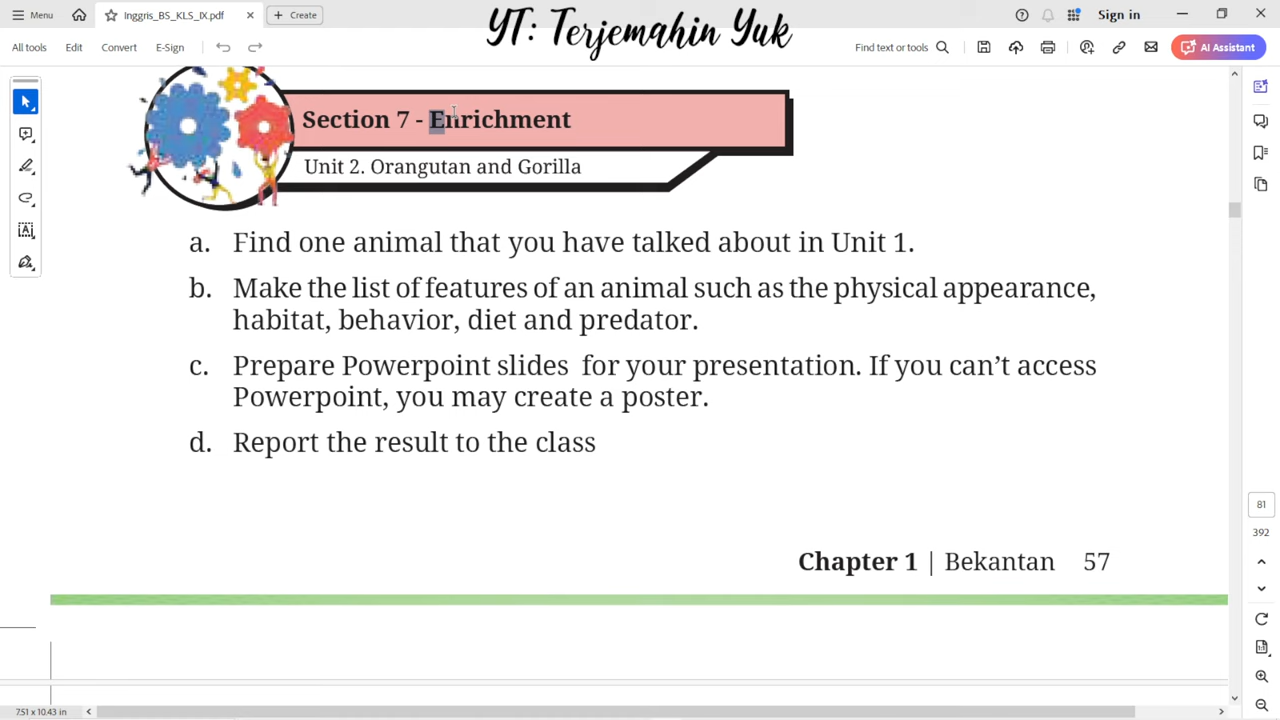 Menu
Inggris_BS_KLS_IX.pdf
Create
YT: Terjemahin Yuk
Sign in
All tools Edit Convert E-Sign
Find text or tools
AI Assistant
Section 7 - Enrichment
Unit 2. Orangutan and Gorilla
a. Find one animal that you have talked about in Unit 1.
b. Make the list of features of an animal such as the physical appearance,
habitat, behavior, diet and predator.
c. Prepare Powerpoint slides for your presentation. If you can’t access
Powerpoint, you may create a poster.
d. Report the result to the class
81
392
Chapter 1 | Bekantan 57
7.51 x 10.43 in